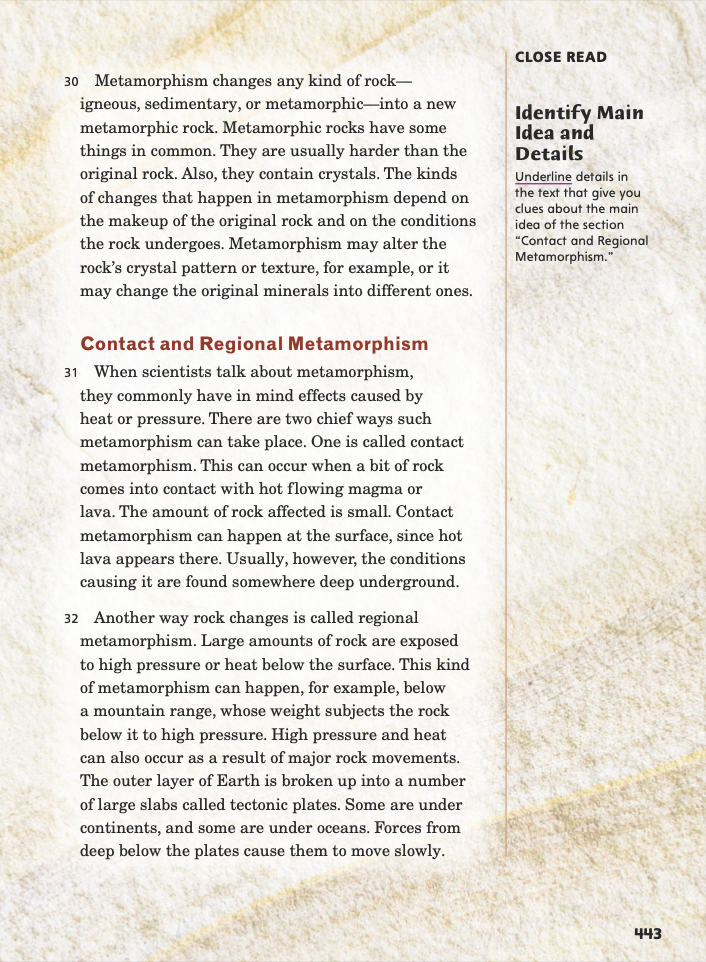 30 Metamorphism changes any kind of rock—
igneous, sedimentary, or metamorphic—into a new
metamorphic rock. Metamorphic rocks have some
things in common. They are usually harder than the
original rock. Also, they contain crystals. The kinds
of changes that happen in metamorphism depend on
the makeup of the original rock and on the conditions
the rock undergoes. Metamorphism may alter the
rock’s crystal pattern or texture, for example, or it
may change the original minerals into different ones.
Contact and Regional Metamorphism
31 When scientists talk about metamorphism,
they commonly have in mind effects caused by
heat or pressure. There are two chief ways such
metamorphism can take place. One is called contact
metamorphism. This can occur when a bit of rock
comes into contact with hot flowing magma or
lava. The amount of rock affected is small. Contact
metamorphism can happen at the surface, since hot
lava appears there. Usually, however, the conditions
causing it are found somewhere deep underground.
32 Another way rock changes is called regional
metamorphism. Large amounts of rock are exposed
to high pressure or heat below the surface. This kind
of metamorphism can happen, for example, below
a mountain range, whose weight subjects the rock
below it to high pressure. High pressure and heat
can also occur as a result of major rock movements.
The outer layer of Earth is broken up into a number
of large slabs called tectonic plates. Some are under
continents, and some are under oceans. Forces from
deep below the plates cause them to move slowly.
CLOSE READ
Identify Main
Idea and
Details
Underline details in
the text that give you
clues about the main
idea of the section
“Contact and Regional
Metamorphism.”
443